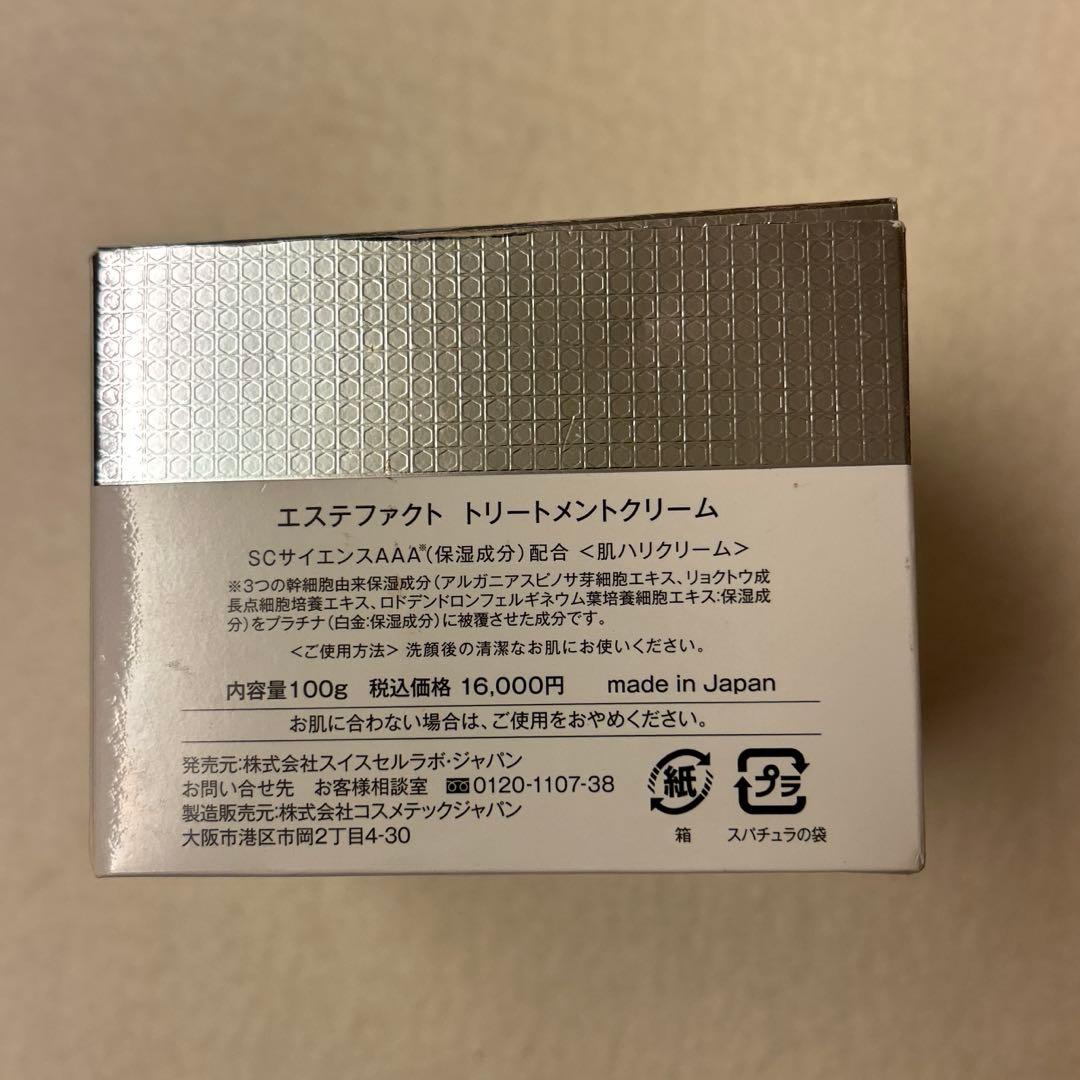 エステファクト トリートメントクリーム
SCサイエンスAAA※(保湿成分)配合 <肌ハリクリーム>
※3つの幹細胞由来保湿成分(アルガニアスピノサ芽細胞エキス、リョクトウ成
長点細胞培養エキス、ロドデンドロンフェルギネウム葉培養細胞エキス:保湿成
分)をプラチナ(白金:保湿成分)に被覆させた成分です。
<ご使用方法> 洗顔後の清潔なお肌にお使いください。
内容量100g 税込価格 16,000円 made in Japan
お肌に合わない場合は、ご使用をおやめください。
発売元:株式会社スイスセルラボ・ジャパン
お問い合せ先 お客様相談室 0120-1107-38
製造販売元:株式会社コスメテックジャパン
大阪市港区市岡2丁目4-30
紙
箱
プラ
スパチュラの袋